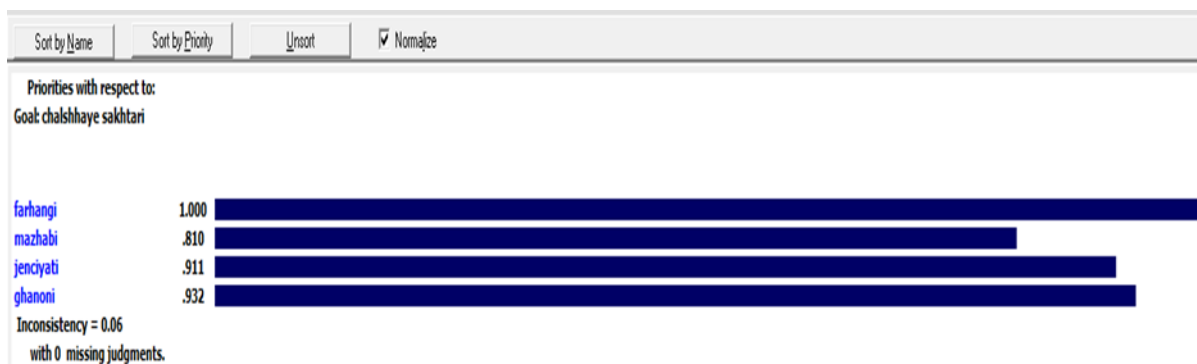 Sort by Name Sort by Priority Unsort Normalize
Priorities with respect to:
Goal: chalshhaye sakhtari
farhangi 1.000
mazhabi .810
jenciyati .911
ghanoni .932
Inconsistency = 0.06
with 0 missing judgments.